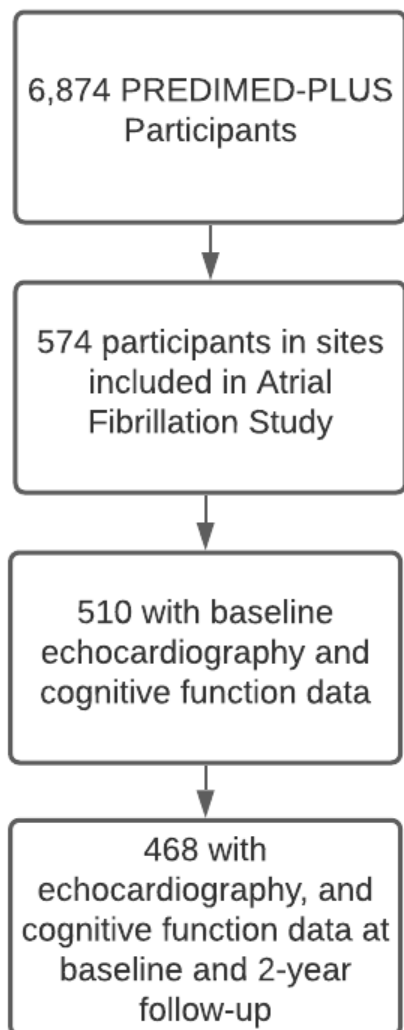 6,874 PREDIMED-PLUS
Participants
574 participants in sites
included in Atrial
Fibrillation Study
510 with baseline
echocardiography and
cognitive function data
468 with
echocardiography, and
cognitive function data at
baseline and 2-year
follow-up